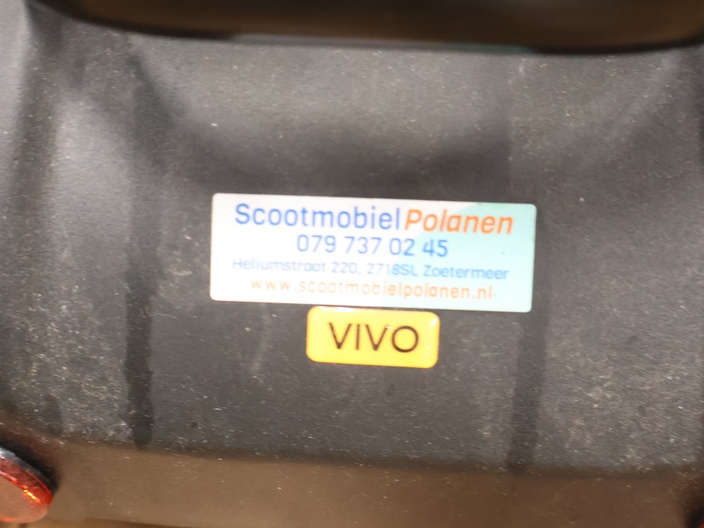 ScootmobielPolanen
079 737 02 45
Heliumstraat 220, 2718SL Zoetermeer
www.scootmobielpolanen.nl
VIVO